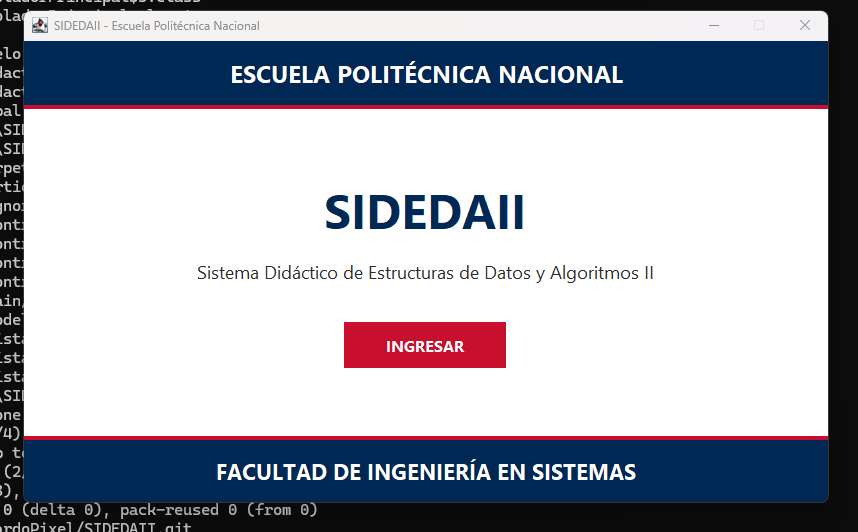 SIDEDAII - Escuela Politécnica Nacional
ESCUELA POLITÉCNICA NACIONAL
SIDEDAII
Sistema Didáctico de Estructuras de Datos y Algoritmos II
INGRESAR
FACULTAD DE INGENIERÍA EN SISTEMAS
0 (delta 0), pack-reused 0 (from 0)
ardoPixel/SIDEDAII.git